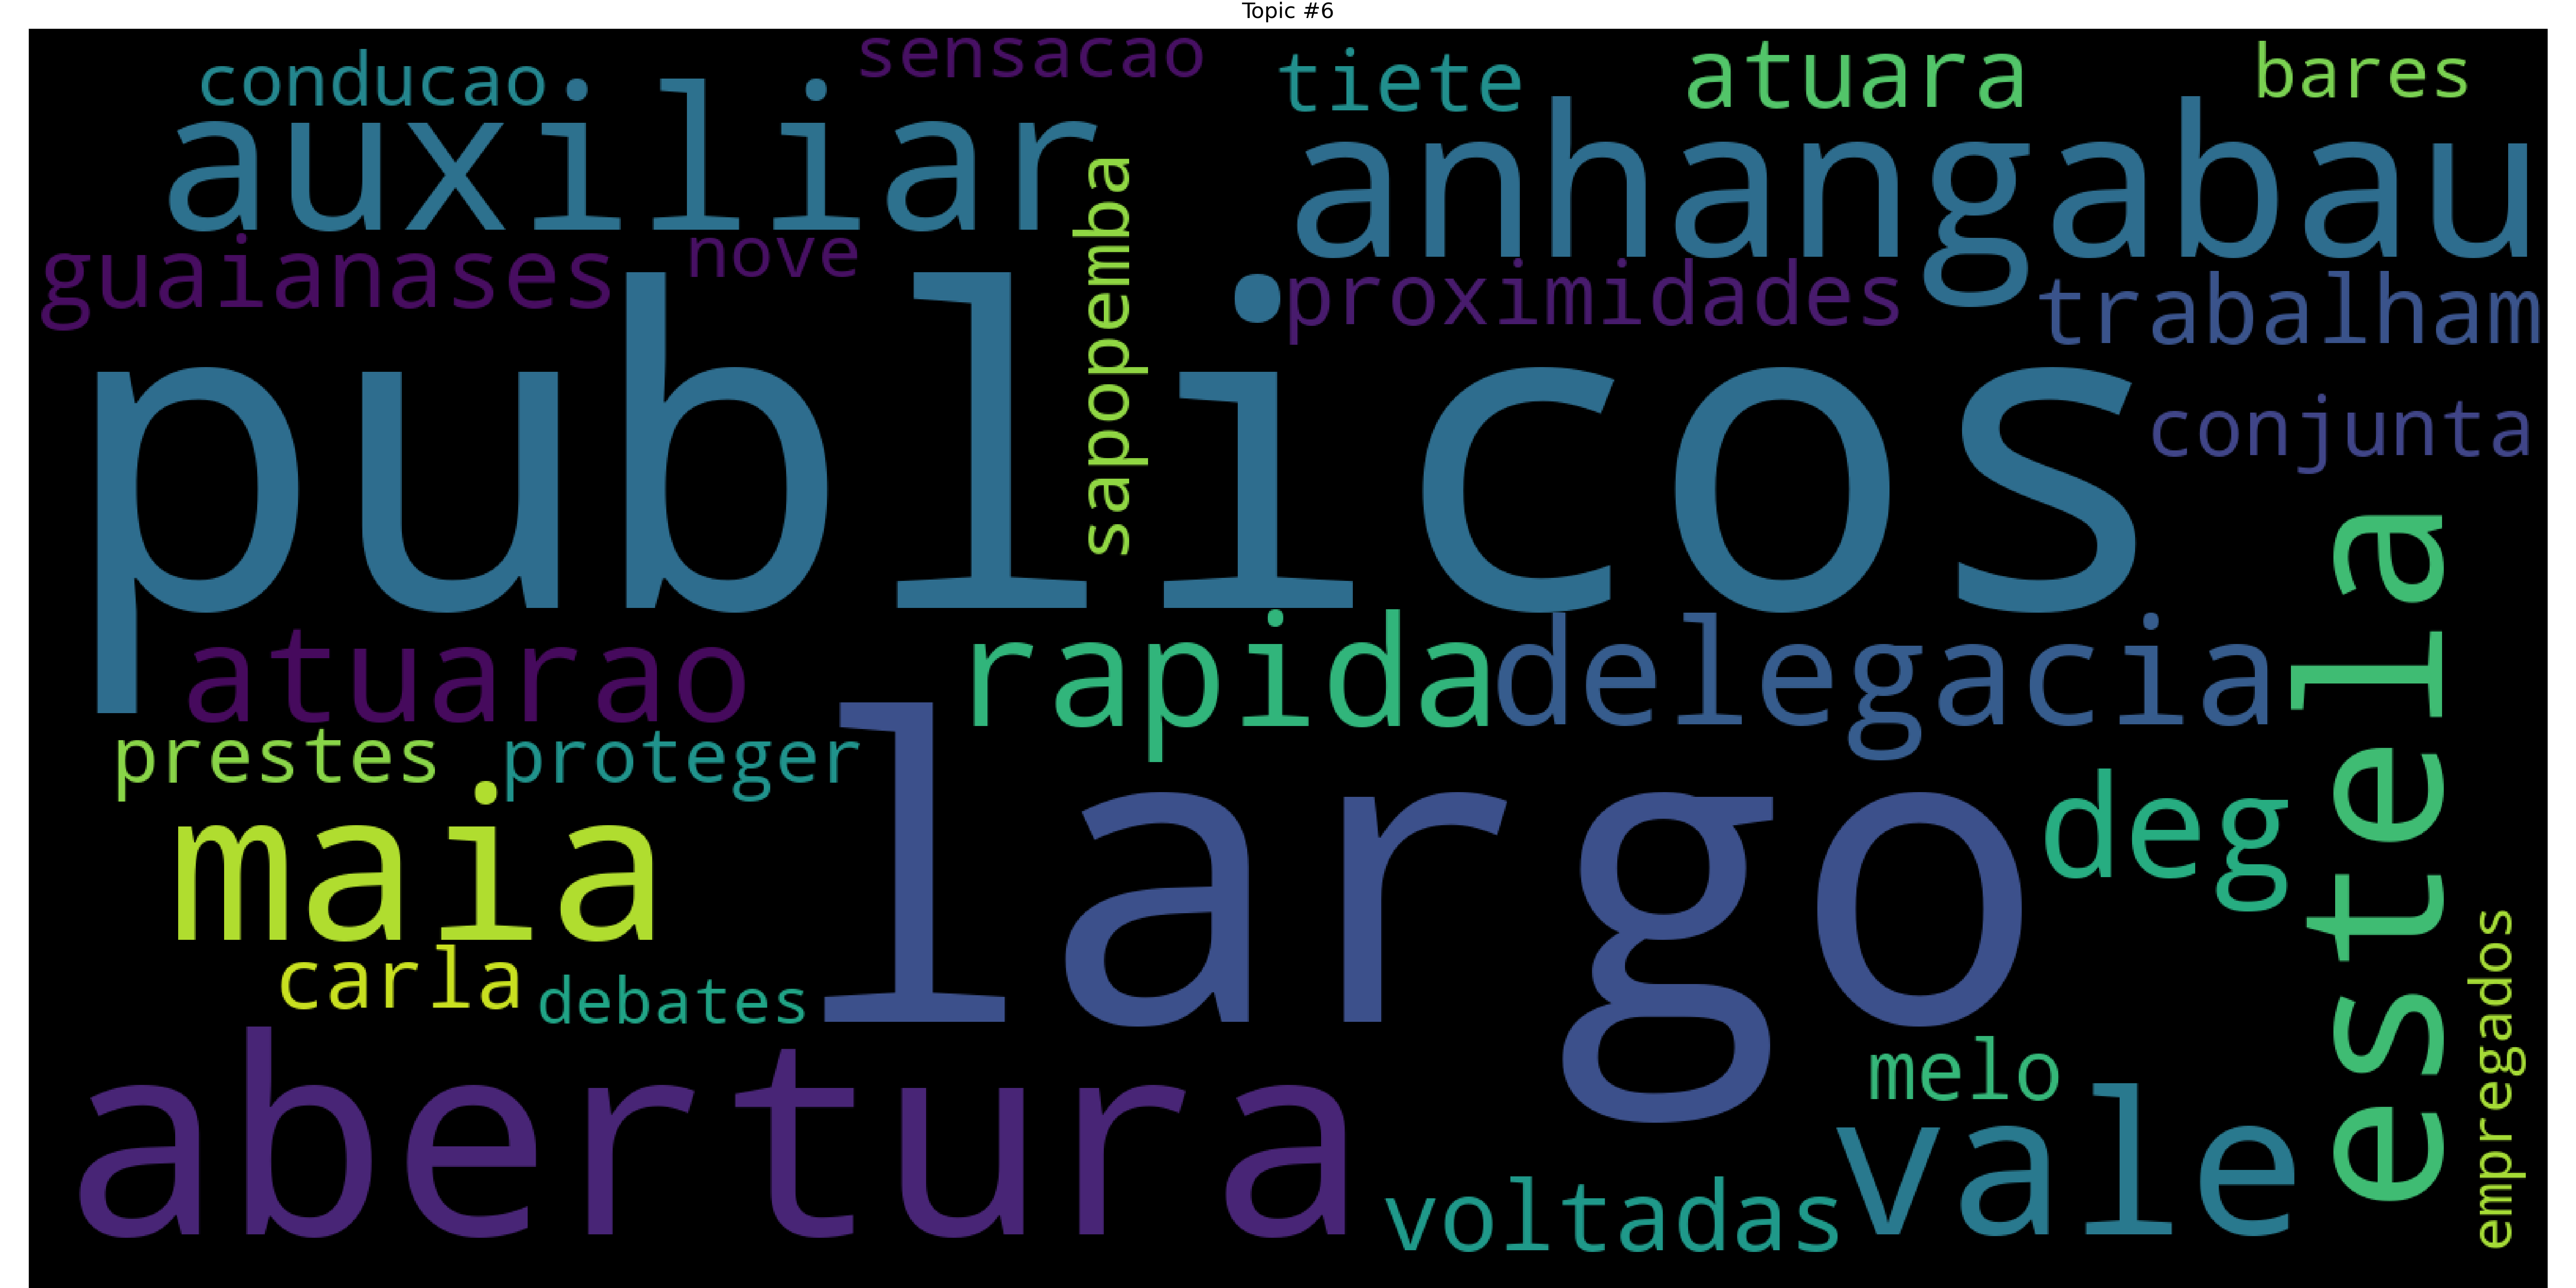 Topic #6
conducao
sensacao
tiete
atuara
bares
auxiliar
anhangabau
guaianases
nove
sapopemba
proximidades
trabalham
publicos
conjunta
atuarao
rapida
delegacia
estela
prestes
proteger
largo
deg
maia
carla
debates
empregados
abertura
melo
vale
voltadas